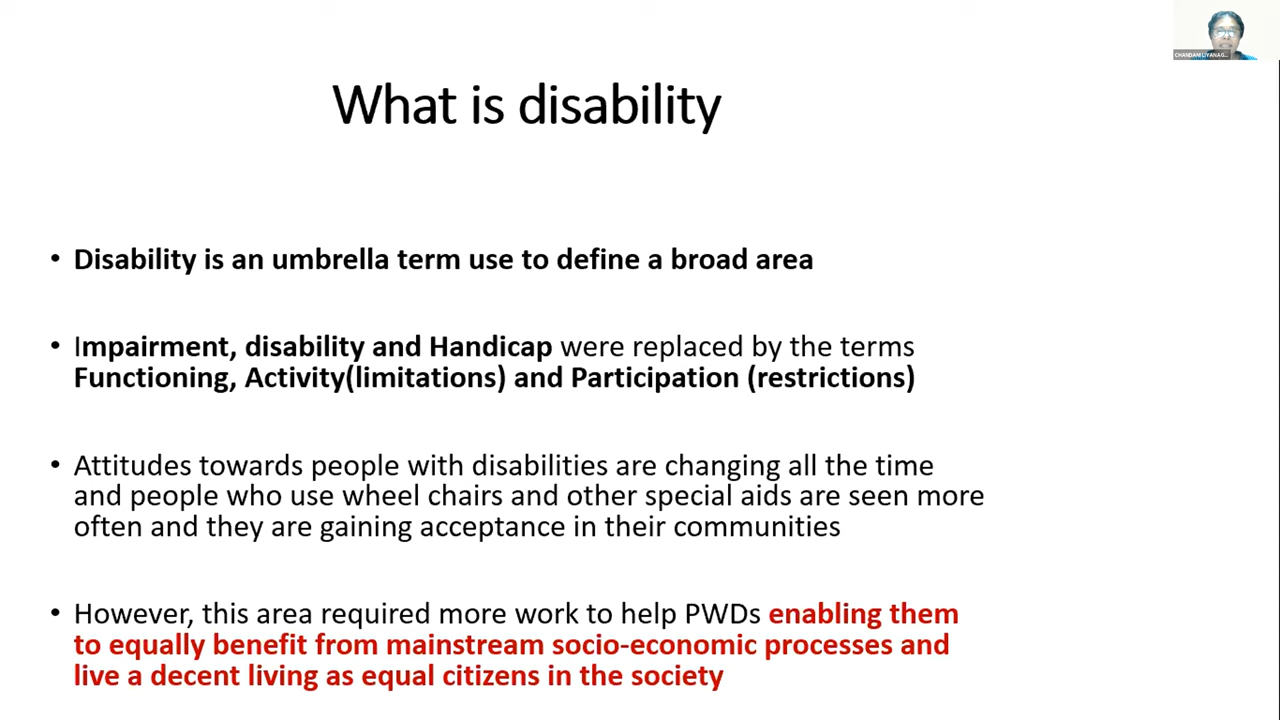 CHANDANI LIYANAG...
What is disability
• Disability is an umbrella term use to define a broad area
• Impairment, disability and Handicap were replaced by the terms
Functioning, Activity(limitations) and Participation (restrictions)
• Attitudes towards people with disabilities are changing all the time
and people who use wheel chairs and other special aids are seen more
often and they are gaining acceptance in their communities
• However, this area required more work to help PWDs enabling them
to equally benefit from mainstream socio-economic processes and
live a decent living as equal citizens in the society